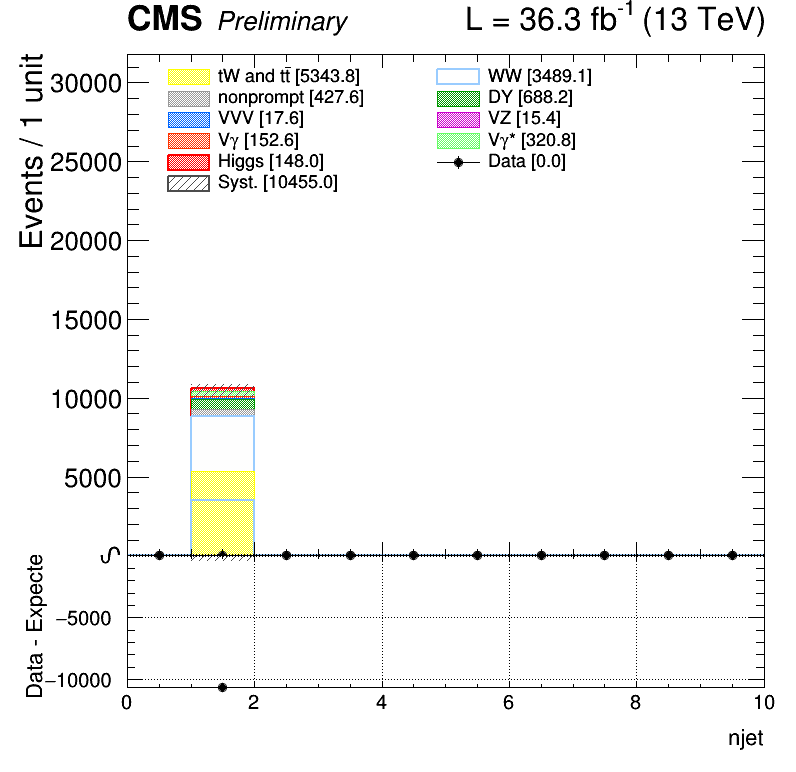 CMS Preliminary L = 36.3 fb⁻¹ (13 TeV)
Events / 1 unit
30000
25000
20000
15000
10000
5000
tW and tt̄ [5343.8]
nonprompt [427.6]
VVV [17.6]
Vγ [152.6]
Higgs [148.0]
Syst. [10455.0]
WW [3489.1]
DY [688.2]
VZ [15.4]
Vγ* [320.8]
Data [0.0]
Data - Expecte
−5000
−10000
0 2 4 6 8 10
njet